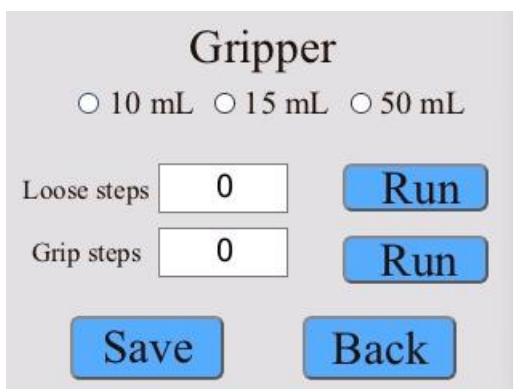 Gripper
10 mL 15 mL 50 mL
Loose steps 0 Run
Grip steps 0 Run
Save Back